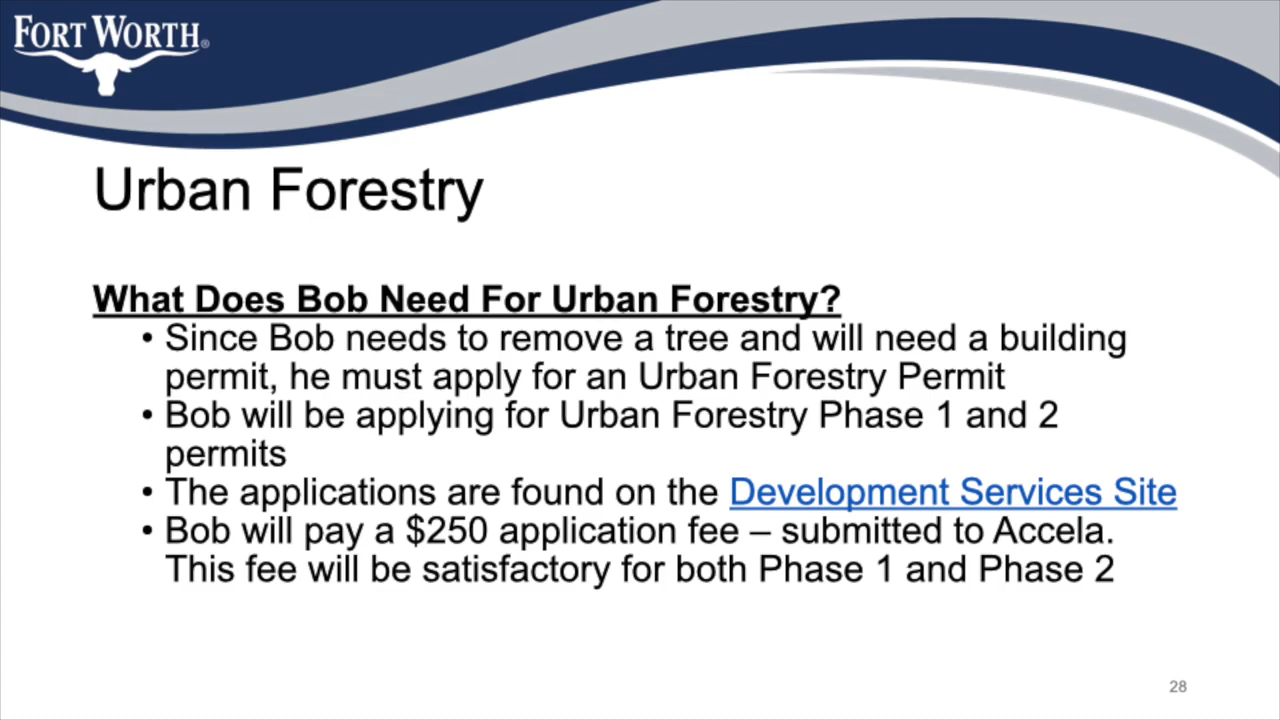 FORT WORTH®
Urban Forestry
What Does Bob Need For Urban Forestry?
• Since Bob needs to remove a tree and will need a building
permit, he must apply for an Urban Forestry Permit
• Bob will be applying for Urban Forestry Phase 1 and 2
permits
• The applications are found on the Development Services Site
• Bob will pay a $250 application fee – submitted to Accela.
This fee will be satisfactory for both Phase 1 and Phase 2
28